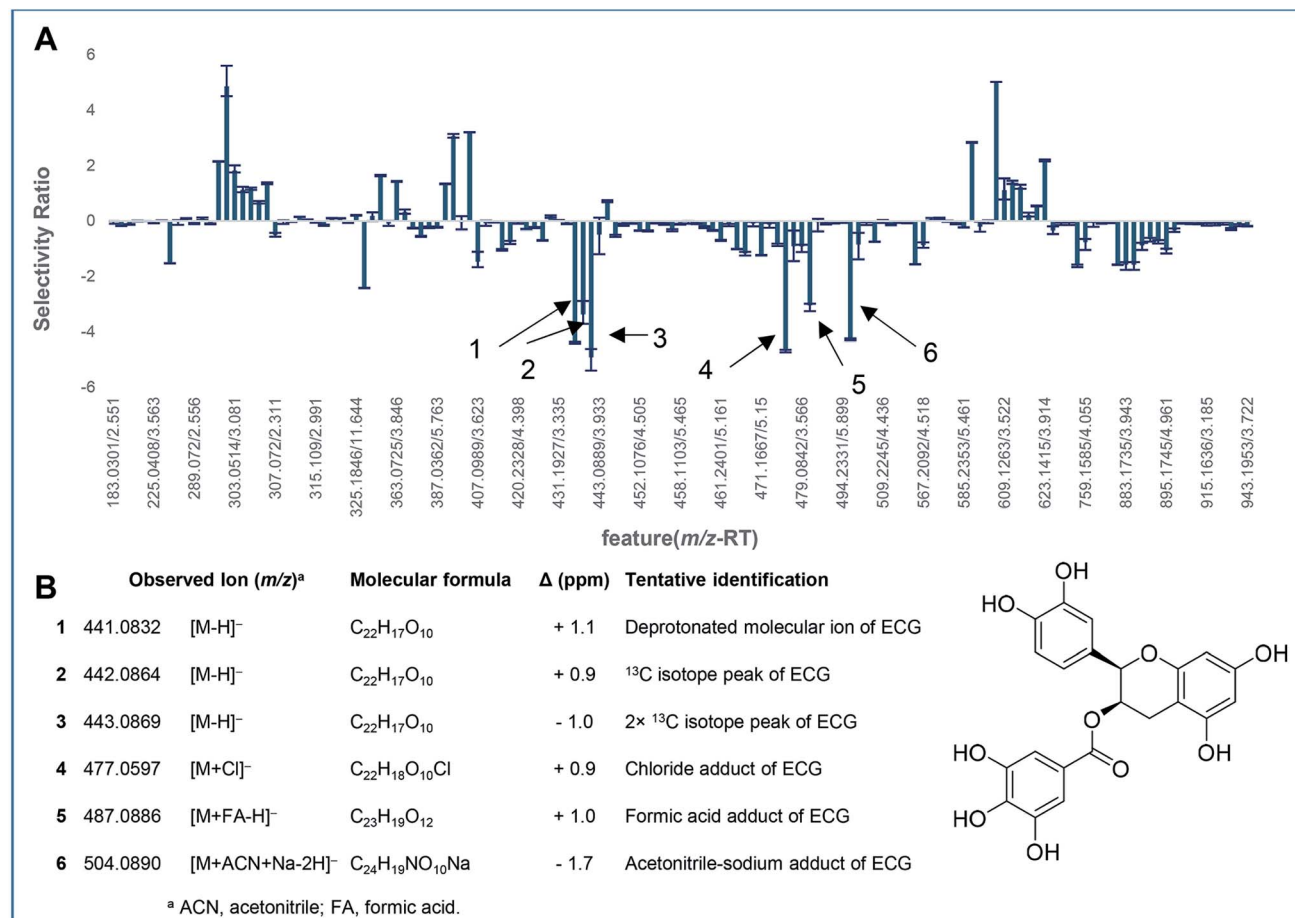 A
6
4
2
0
-2
-4
-6
Selectivity Ratio
1
2
3
4
5
6
183.0301/2.551
225.0408/3.563
289.072/2.556
303.0514/3.081
307.072/2.311
315.109/2.991
325.1846/11.644
363.0725/3.846
387.0362/5.763
407.0989/3.623
420.2328/4.398
431.1927/3.335
443.0889/3.933
452.1076/4.505
458.1103/5.465
461.2401/5.161
471.1667/5.15
479.0842/3.566
494.2331/5.899
509.2245/4.436
567.2092/4.518
585.2353/5.461
609.1263/3.522
623.1415/3.914
759.1585/4.055
883.1735/3.943
895.1745/4.961
915.1636/3.185
943.1953/3.722
feature(m/z-RT)
B Observed Ion (m/z)ᵃ Molecular formula Δ (ppm) Tentative identification
1 441.0832 [M-H]⁻ C₂₂H₁₇O₁₀ + 1.1 Deprotonated molecular ion of ECG
2 442.0864 [M-H]⁻ C₂₂H₁₇O₁₀ + 0.9 ¹³C isotope peak of ECG
3 443.0869 [M-H]⁻ C₂₂H₁₇O₁₀ - 1.0 2× ¹³C isotope peak of ECG
4 477.0597 [M+Cl]⁻ C₂₂H₁₈O₁₀Cl + 0.9 Chloride adduct of ECG
5 487.0886 [M+FA-H]⁻ C₂₃H₁₉O₁₂ + 1.0 Formic acid adduct of ECG
6 504.0890 [M+ACN+Na-2H]⁻ C₂₄H₁₉NO₁₀Na - 1.7 Acetonitrile-sodium adduct of ECG
ᵃ ACN, acetonitrile; FA, formic acid.
OH
HO
O
OH
O
OH
HO
O
HO
OH